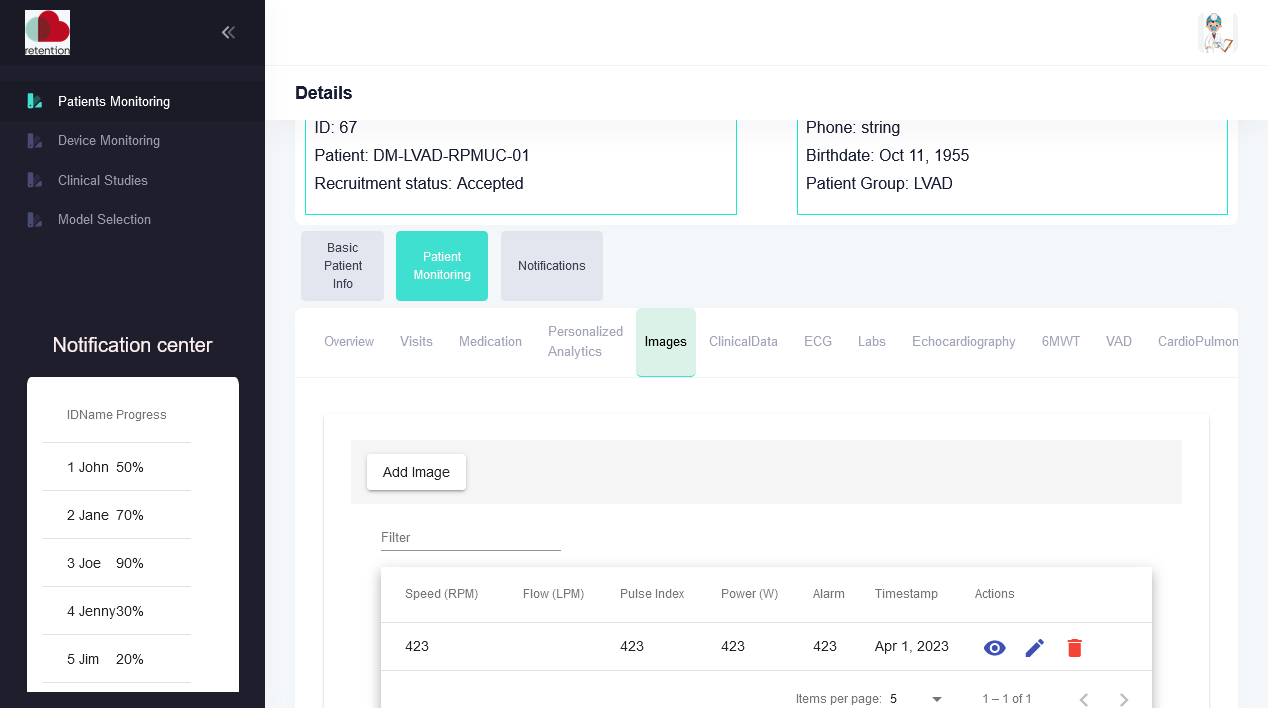 retention
Patients Monitoring
Device Monitoring
Clinical Studies
Model Selection
Notification center
IDName Progress
1 John 50%
2 Jane 70%
3 Joe 90%
4 Jenny30%
5 Jim 20%
Details
ID: 67
Patient: DM-LVAD-RPMUC-01
Recruitment status: Accepted
Phone: string
Birthdate: Oct 11, 1955
Patient Group: LVAD
Basic
Patient
Info
Patient
Monitoring
Notifications
Overview Visits Medication Personalized Analytics Images ClinicalData ECG Labs Echocardiography 6MWT VAD CardioPulmon
Add Image
Filter
Speed (RPM) Flow (LPM) Pulse Index Power (W) Alarm Timestamp Actions
423 423 423 423 Apr 1, 2023
Items per page: 5 1 – 1 of 1